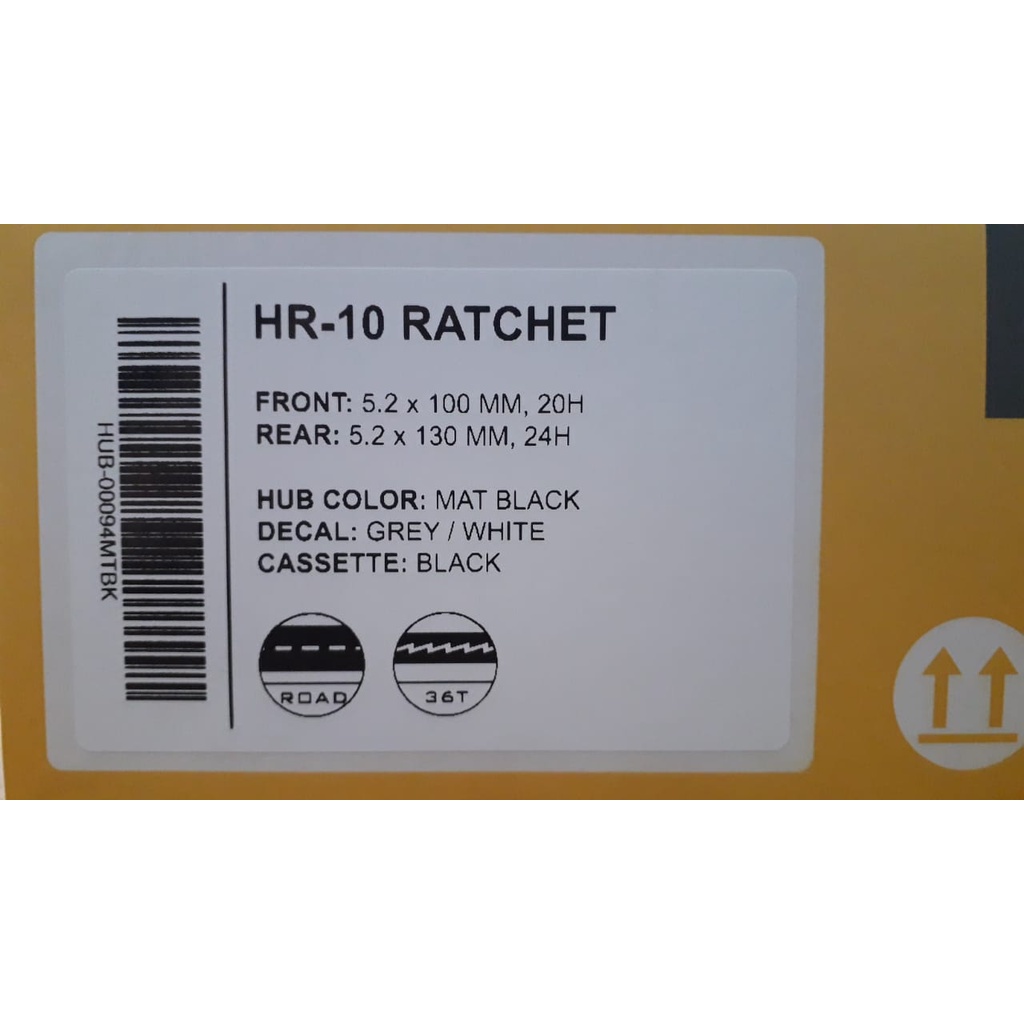 HUB-00094MTBK
HR-10 RATCHET
FRONT: 5.2 x 100 MM, 20H
REAR: 5.2 x 130 MM, 24H
HUB COLOR: MAT BLACK
DECAL: GREY / WHITE
CASSETTE: BLACK
ROAD
36T